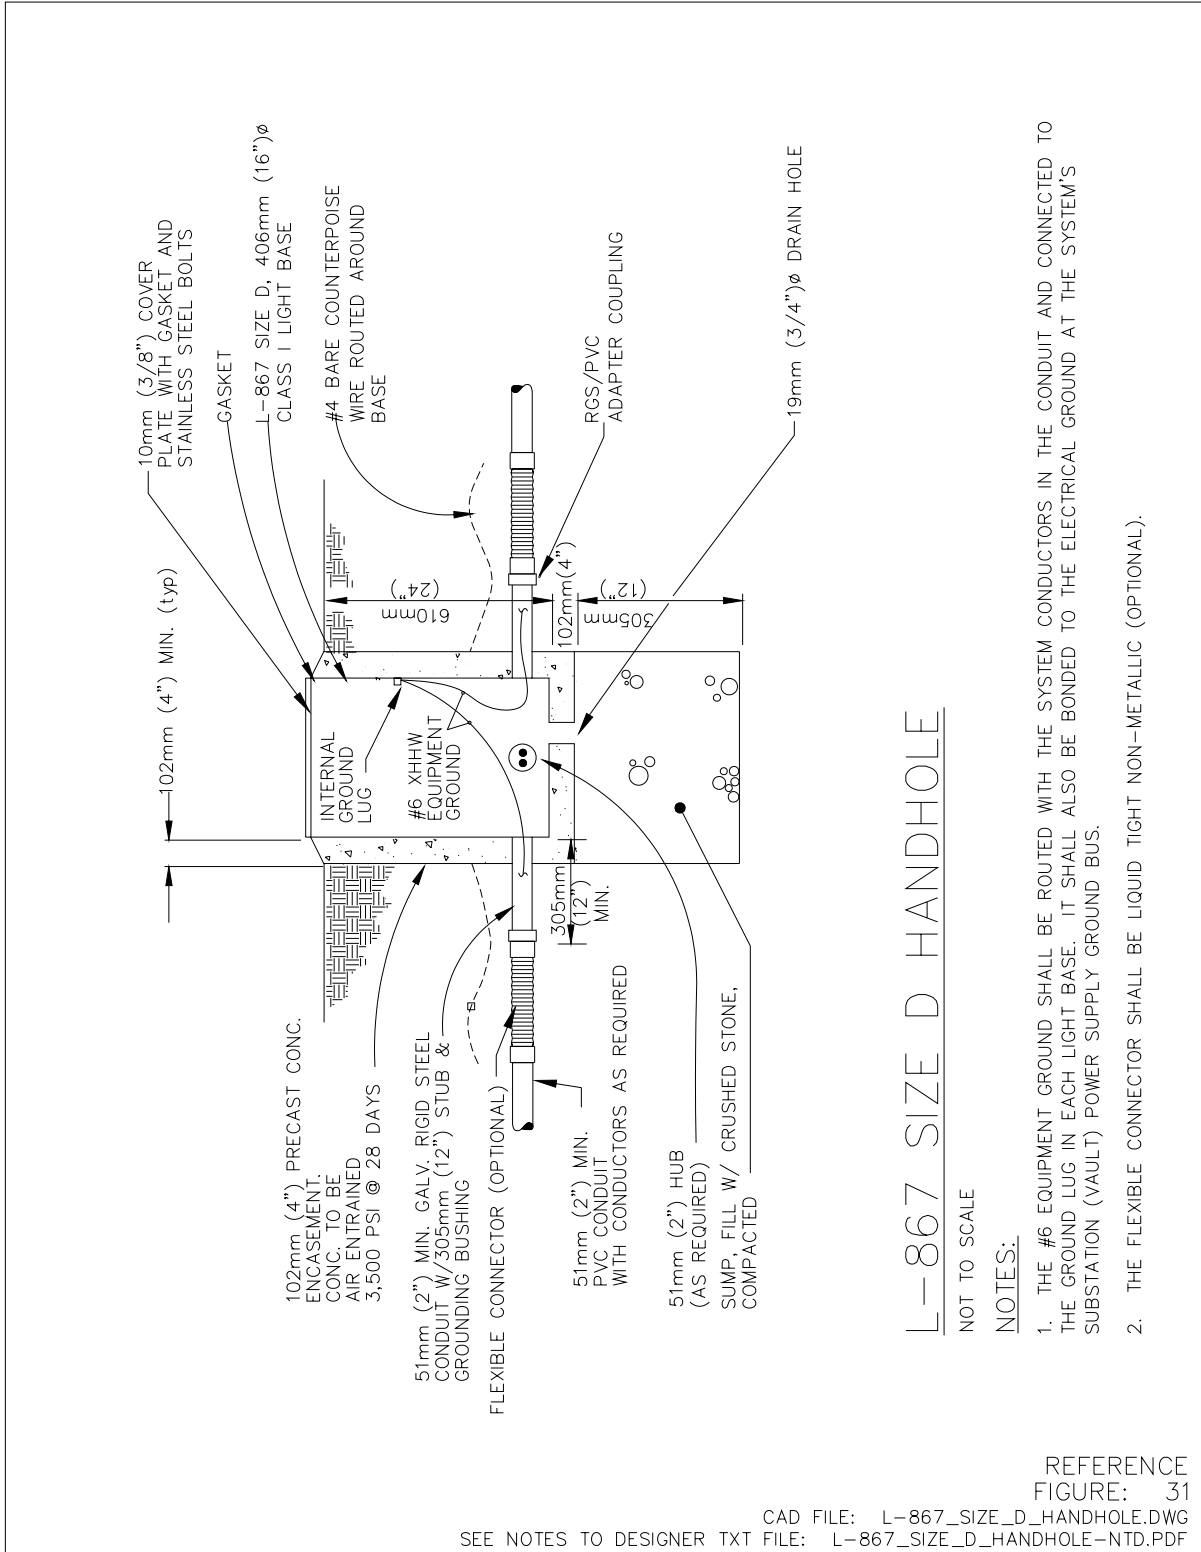 102mm (4") PRECAST CONC.
ENCASEMENT.
CONC. TO BE
AIR ENTRAINED
3,500 PSI @ 28 DAYS
51mm (2") MIN. GALV. RIGID STEEL
CONDUIT W/305mm (12") STUB &
GROUNDING BUSHING
FLEXIBLE CONNECTOR (OPTIONAL)
51mm (2") MIN.
PVC CONDUIT
WITH CONDUCTORS AS REQUIRED
51mm (2") HUB
(AS REQUIRED)
SUMP, FILL W/ CRUSHED STONE,
COMPACTED
102mm (4") MIN. (typ)
INTERNAL
GROUND
LUG
#6 XHHW
EQUIPMENT
GROUND
305mm
(12")
MIN.
610mm
(24")
102mm(4")
305mm
(12")
10mm (3/8") COVER
PLATE WITH GASKET AND
STAINLESS STEEL BOLTS
GASKET
L-867 SIZE D, 406mm (16")ø
CLASS I LIGHT BASE
#4 BARE COUNTERPOISE
WIRE ROUTED AROUND
BASE
RGS/PVC
ADAPTER COUPLING
19mm (3/4")ø DRAIN HOLE
L-867 SIZE D HANDHOLE
NOT TO SCALE
NOTES:
1. THE #6 EQUIPMENT GROUND SHALL BE ROUTED WITH THE SYSTEM CONDUCTORS IN THE CONDUIT AND CONNECTED TO
THE GROUND LUG IN EACH LIGHT BASE. IT SHALL ALSO BE BONDED TO THE ELECTRICAL GROUND AT THE SYSTEM'S
SUBSTATION (VAULT) POWER SUPPLY GROUND BUS.
2. THE FLEXIBLE CONNECTOR SHALL BE LIQUID TIGHT NON-METALLIC (OPTIONAL).
REFERENCE
FIGURE: 31
CAD FILE: L-867_SIZE_D_HANDHOLE.DWG
SEE NOTES TO DESIGNER TXT FILE: L-867_SIZE_D_HANDHOLE-NTD.PDF